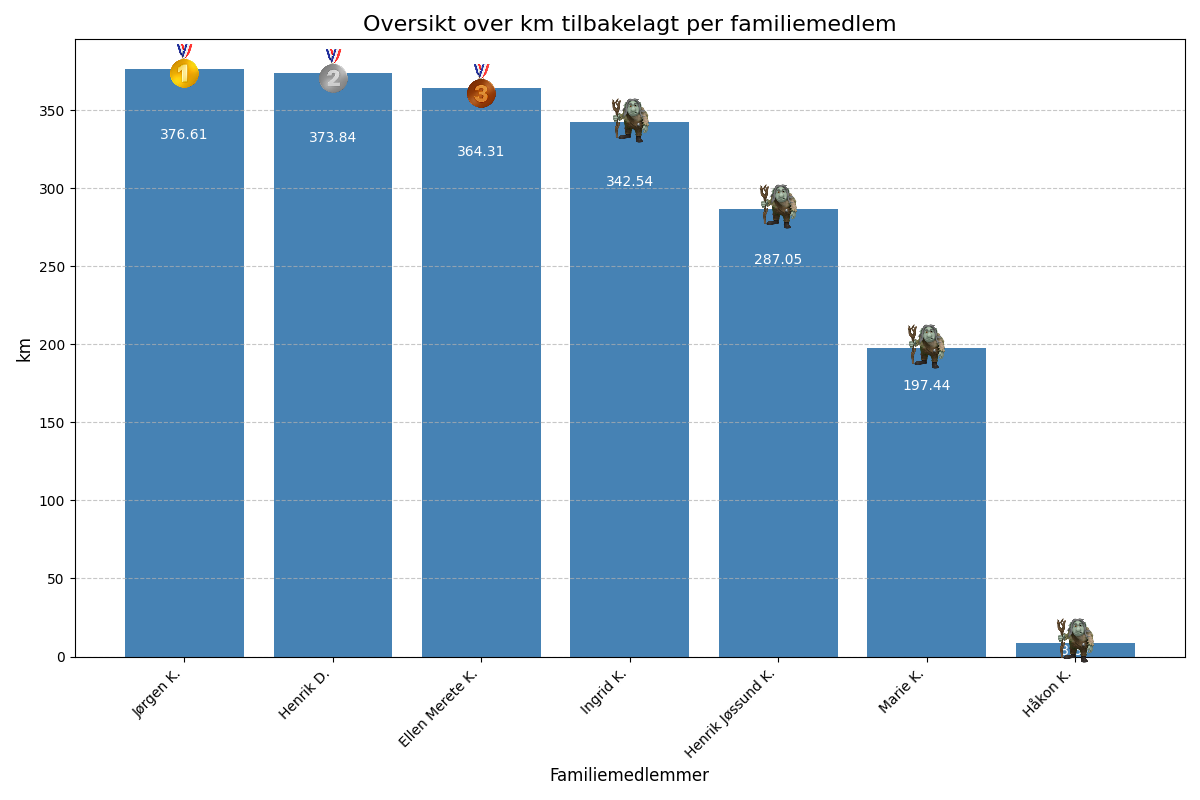 Oversikt over km tilbakelagt per familiemedlem
1
2
3
376.61
373.84
364.31
342.54
287.05
197.44
km
350
300
250
200
150
100
50
0
Jørgen K.
Henrik D.
Ellen Merete K.
Ingrid K.
Henrik Jøssund K.
Marie K.
Håkon K.
Familiemedlemmer